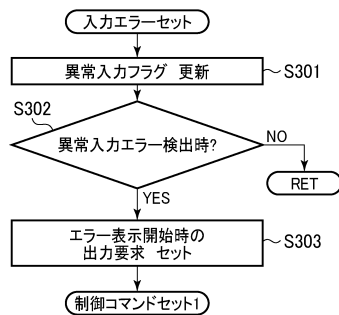 入力エラーセット
異常入力フラグ 更新
S301
S302
異常入力エラー検出時?
NO
RET
YES
エラー表示開始時の
出力要求 セット
S303
制御コマンドセット1